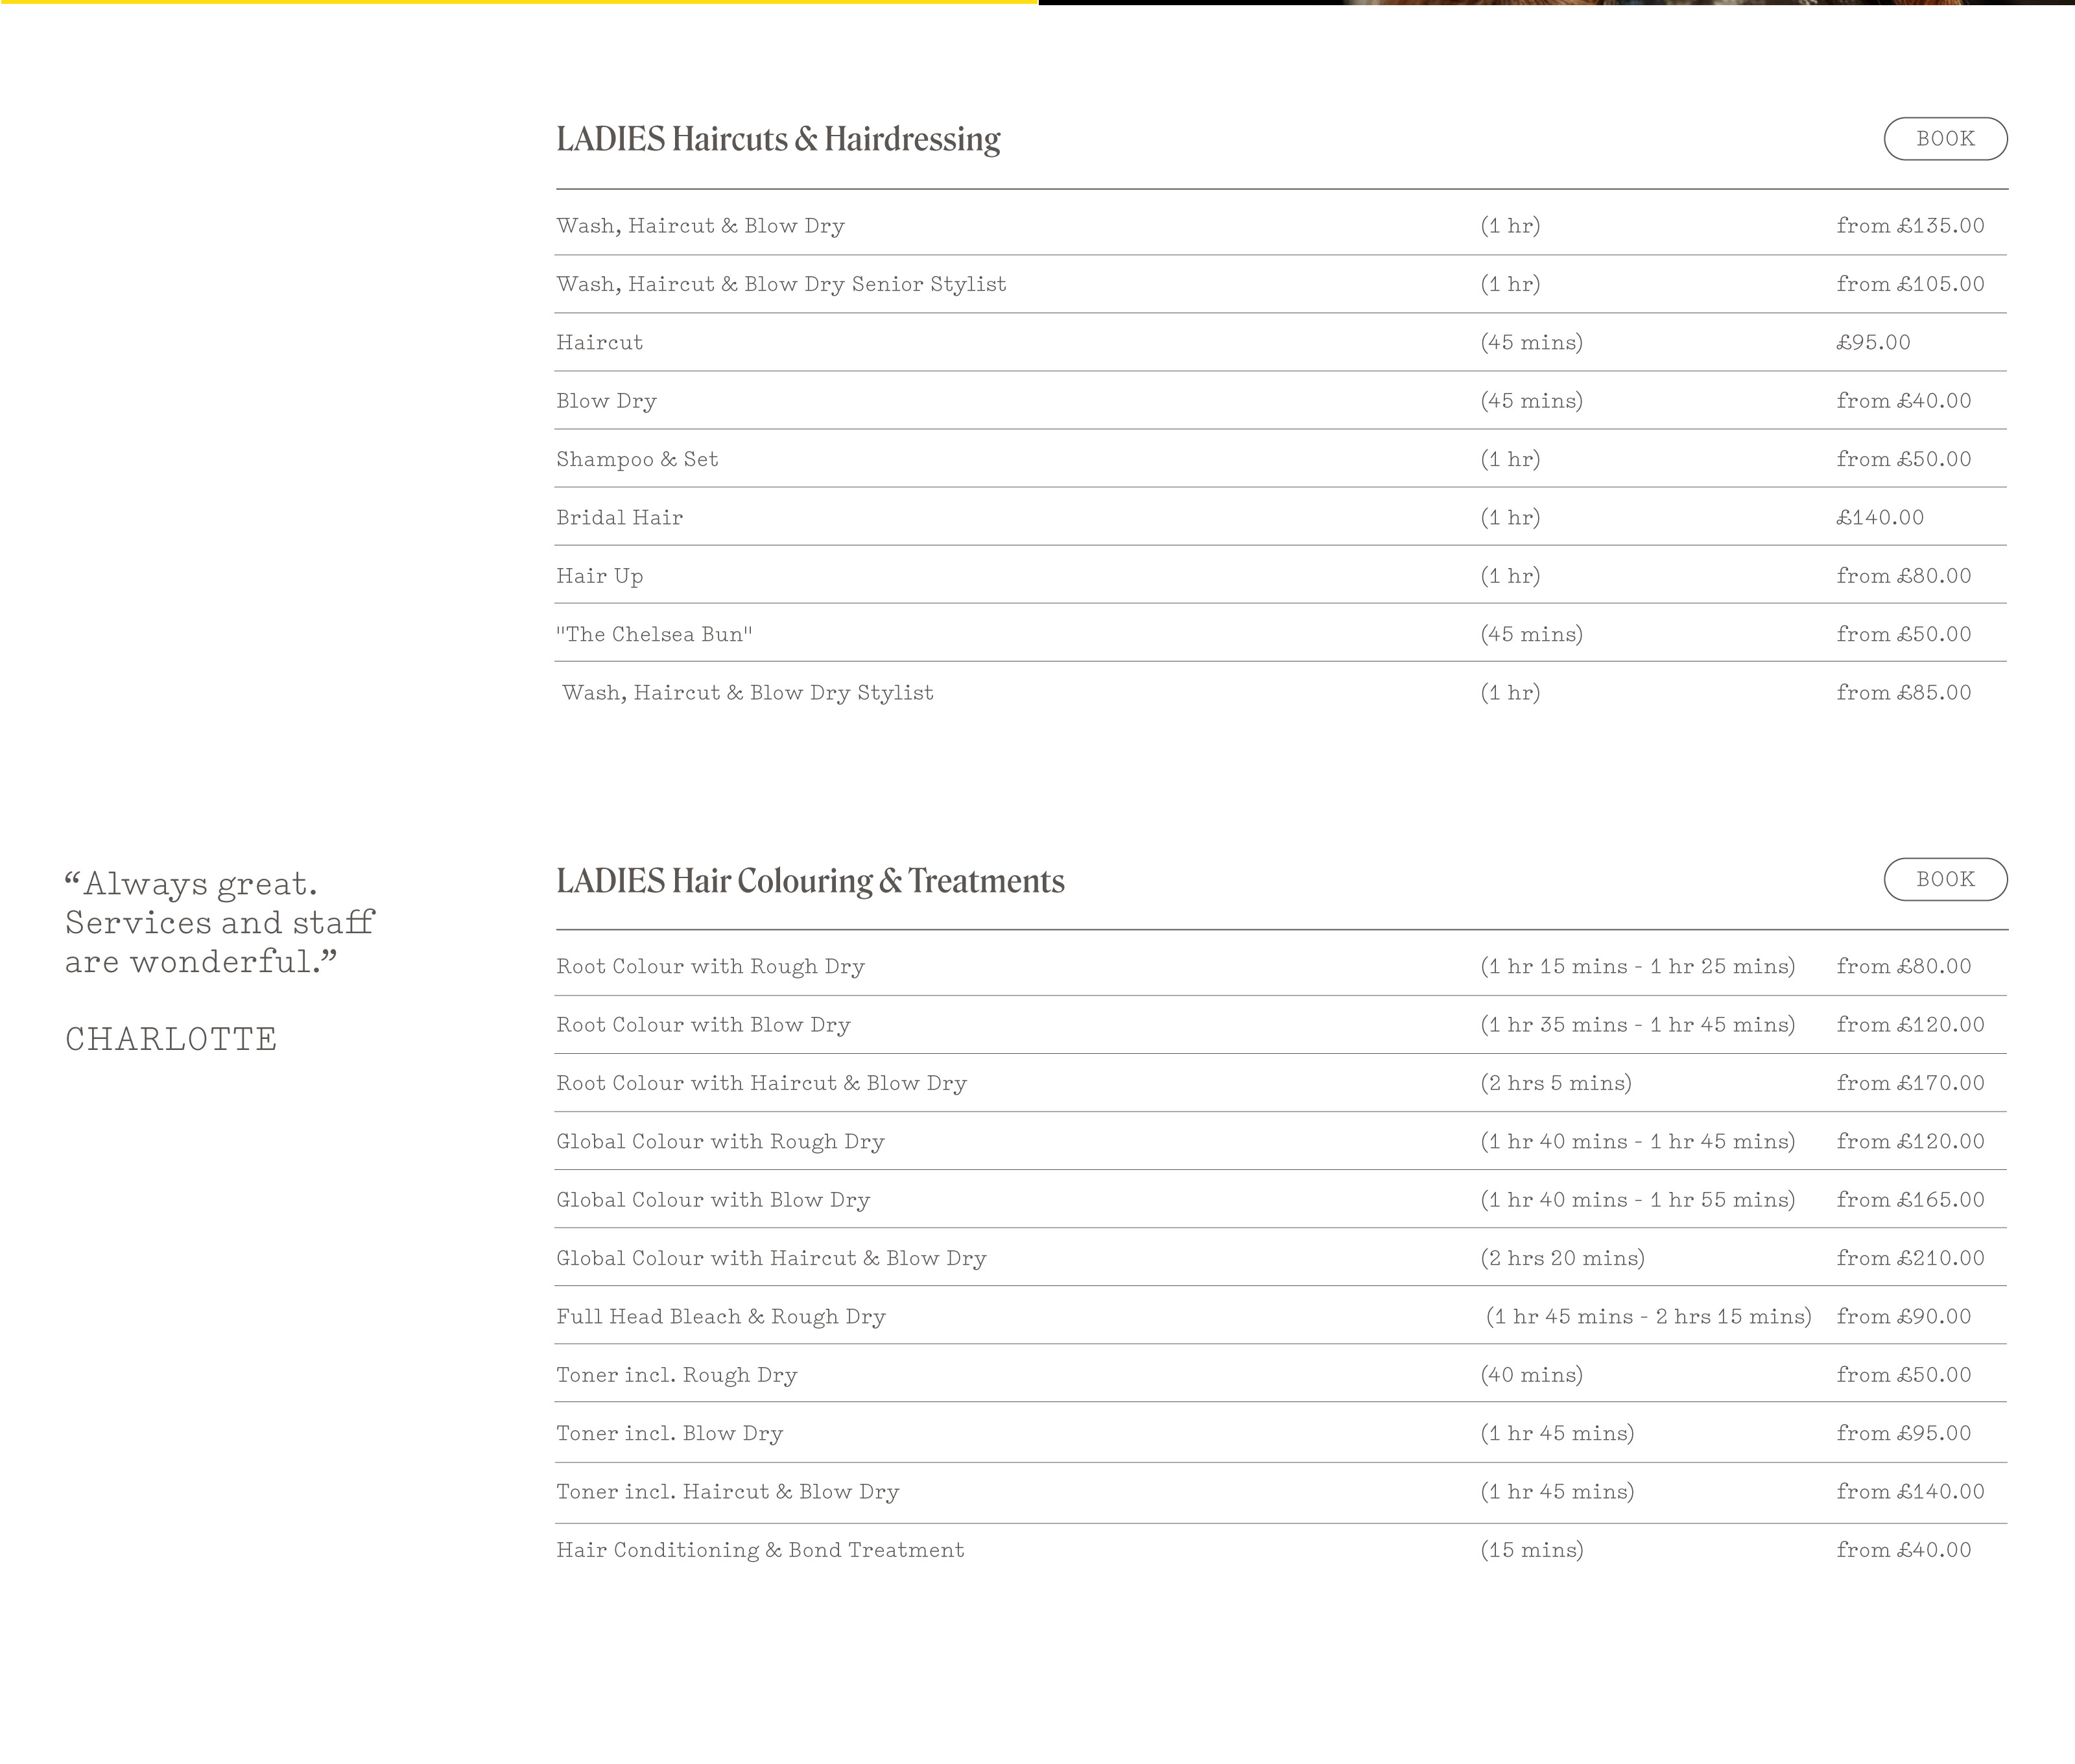 LADIES Haircuts & Hairdressing BOOK
Wash, Haircut & Blow Dry (1 hr) from £135.00
Wash, Haircut & Blow Dry Senior Stylist (1 hr) from £105.00
Haircut (45 mins) £95.00
Blow Dry (45 mins) from £40.00
Shampoo & Set (1 hr) from £50.00
Bridal Hair (1 hr) £140.00
Hair Up (1 hr) from £80.00
"The Chelsea Bun" (45 mins) from £50.00
Wash, Haircut & Blow Dry Stylist (1 hr) from £85.00
“Always great.
Services and staff
are wonderful.”
CHARLOTTE
LADIES Hair Colouring & Treatments BOOK
Root Colour with Rough Dry (1 hr 15 mins - 1 hr 25 mins) from £80.00
Root Colour with Blow Dry (1 hr 35 mins - 1 hr 45 mins) from £120.00
Root Colour with Haircut & Blow Dry (2 hrs 5 mins) from £170.00
Global Colour with Rough Dry (1 hr 40 mins - 1 hr 45 mins) from £120.00
Global Colour with Blow Dry (1 hr 40 mins - 1 hr 55 mins) from £165.00
Global Colour with Haircut & Blow Dry (2 hrs 20 mins) from £210.00
Full Head Bleach & Rough Dry (1 hr 45 mins - 2 hrs 15 mins) from £90.00
Toner incl. Rough Dry (40 mins) from £50.00
Toner incl. Blow Dry (1 hr 45 mins) from £95.00
Toner incl. Haircut & Blow Dry (1 hr 45 mins) from £140.00
Hair Conditioning & Bond Treatment (15 mins) from £40.00